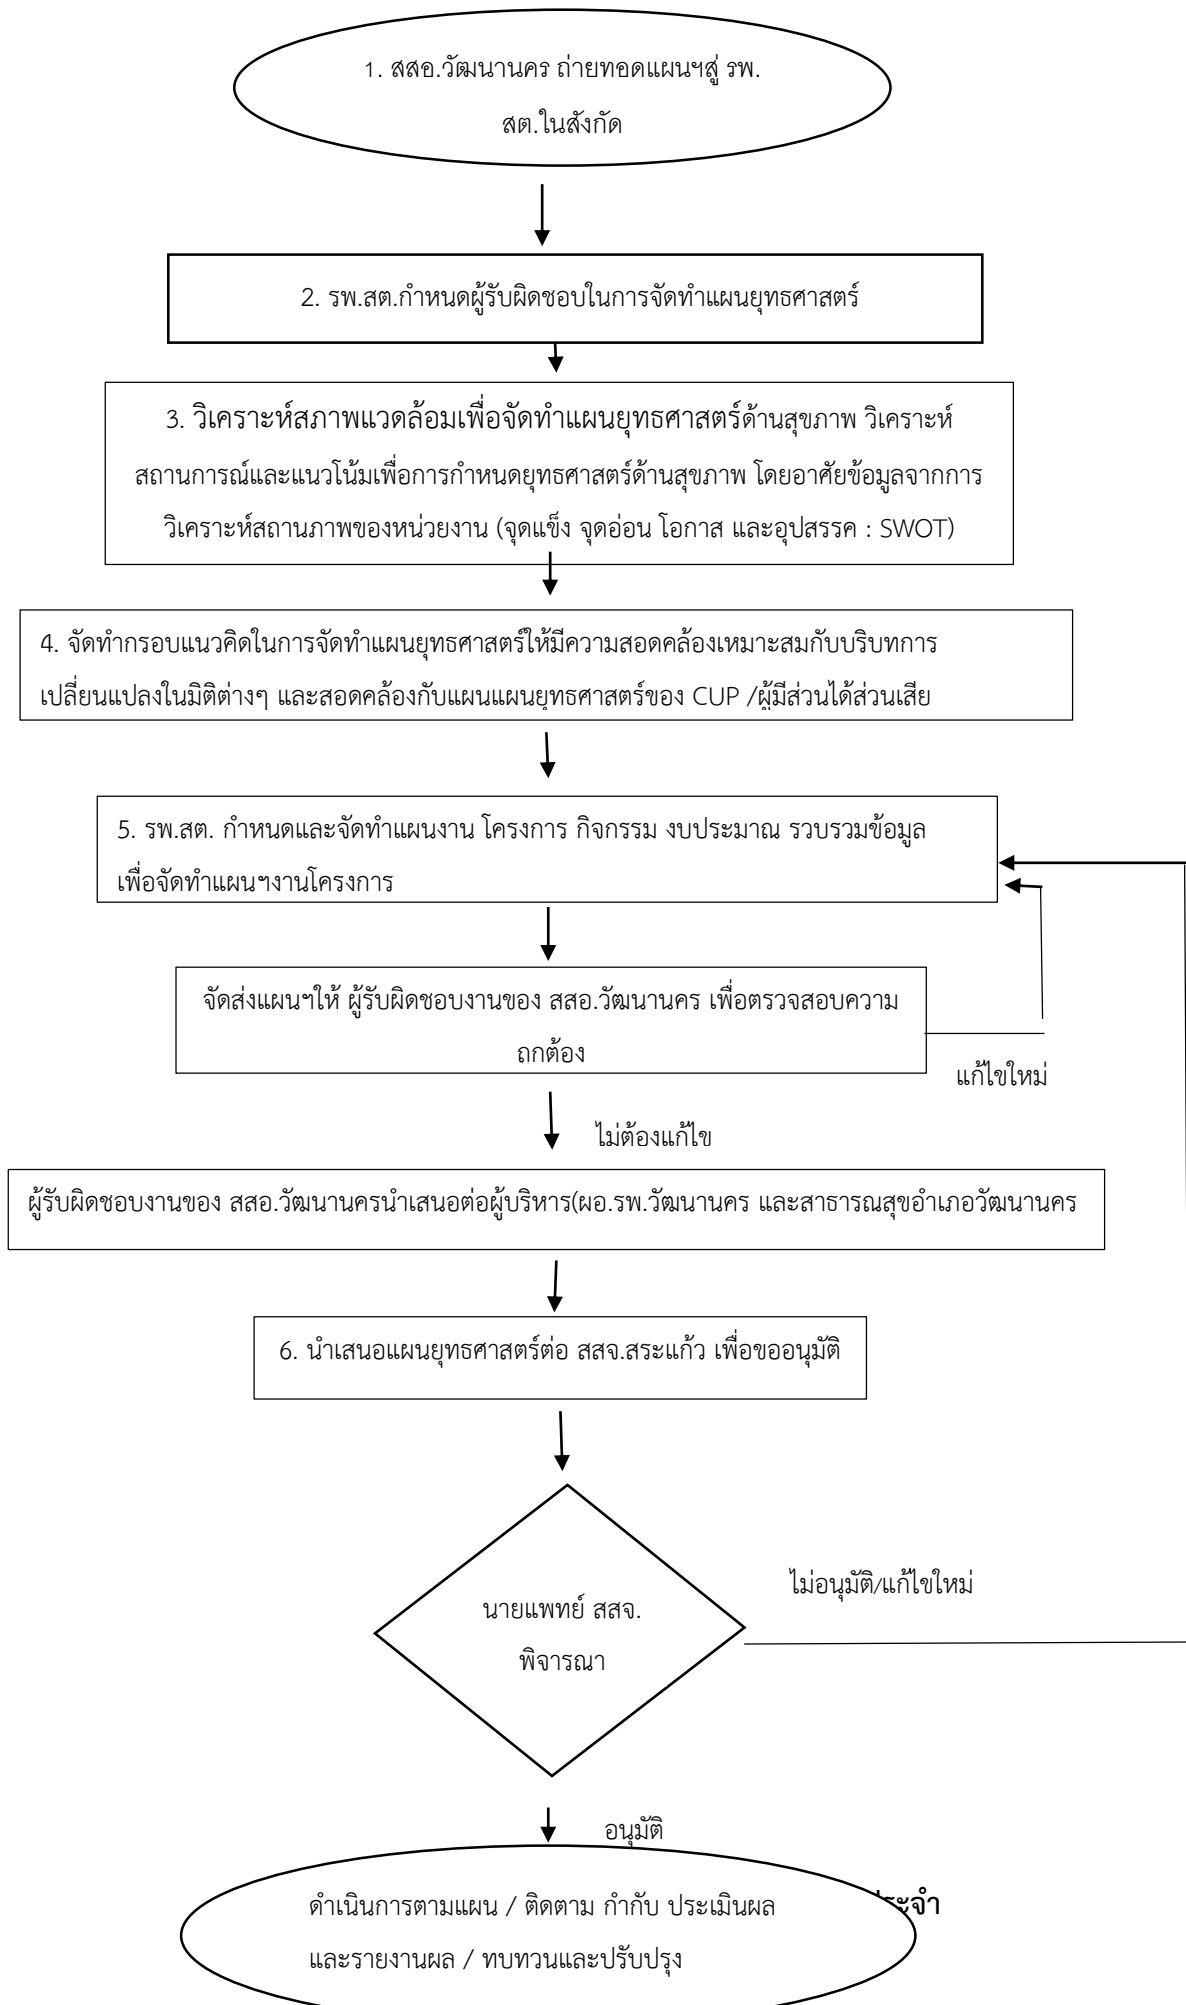 1. สสอ.วัฒนานคร ถ่ายทอดแผนฯสู่ รพ.
สต.ในสังกัด
2. รพ.สต.กำหนดผู้รับผิดชอบในการจัดทำแผนยุทธศาสตร์
3. วิเคราะห์สภาพแวดล้อมเพื่อจัดทำแผนยุทธศาสตร์ด้านสุขภาพ วิเคราะห์
สถานการณ์และแนวโน้มเพื่อการกำหนดยุทธศาสตร์ด้านสุขภาพ โดยอาศัยข้อมูลจากการ
วิเคราะห์สถานภาพของหน่วยงาน (จุดแข็ง จุดอ่อน โอกาส และอุปสรรค : SWOT)
4. จัดทำกรอบแนวคิดในการจัดทำแผนยุทธศาสตร์ให้มีความสอดคล้องเหมาะสมกับบริบทการ
เปลี่ยนแปลงในมิติต่างๆ และสอดคล้องกับแผนแผนยุทธศาสตร์ของ CUP /ผู้มีส่วนได้ส่วนเสีย
5. รพ.สต. กำหนดและจัดทำแผนงาน โครงการ กิจกรรม งบประมาณ รวบรวมข้อมูล
เพื่อจัดทำแผนฯงานโครงการ
จัดส่งแผนฯให้ ผู้รับผิดชอบงานของ สสอ.วัฒนานคร เพื่อตรวจสอบความ
ถูกต้อง
แก้ไขใหม่
ไม่ต้องแก้ไข
ผู้รับผิดชอบงานของ สสอ.วัฒนานครนำเสนอต่อผู้บริหาร(ผอ.รพ.วัฒนานคร และสาธารณสุขอำเภอวัฒนานคร
6. นำเสนอแผนยุทธศาสตร์ต่อ สสจ.สระแก้ว เพื่อขออนุมัติ
ไม่อนุมัติ/แก้ไขใหม่
นายแพทย์ สสจ.
พิจารณา
อนุมัติ
ดำเนินการตามแผน / ติดตาม กำกับ ประเมินผล
และรายงานผล / ทบทวนและปรับปรุง